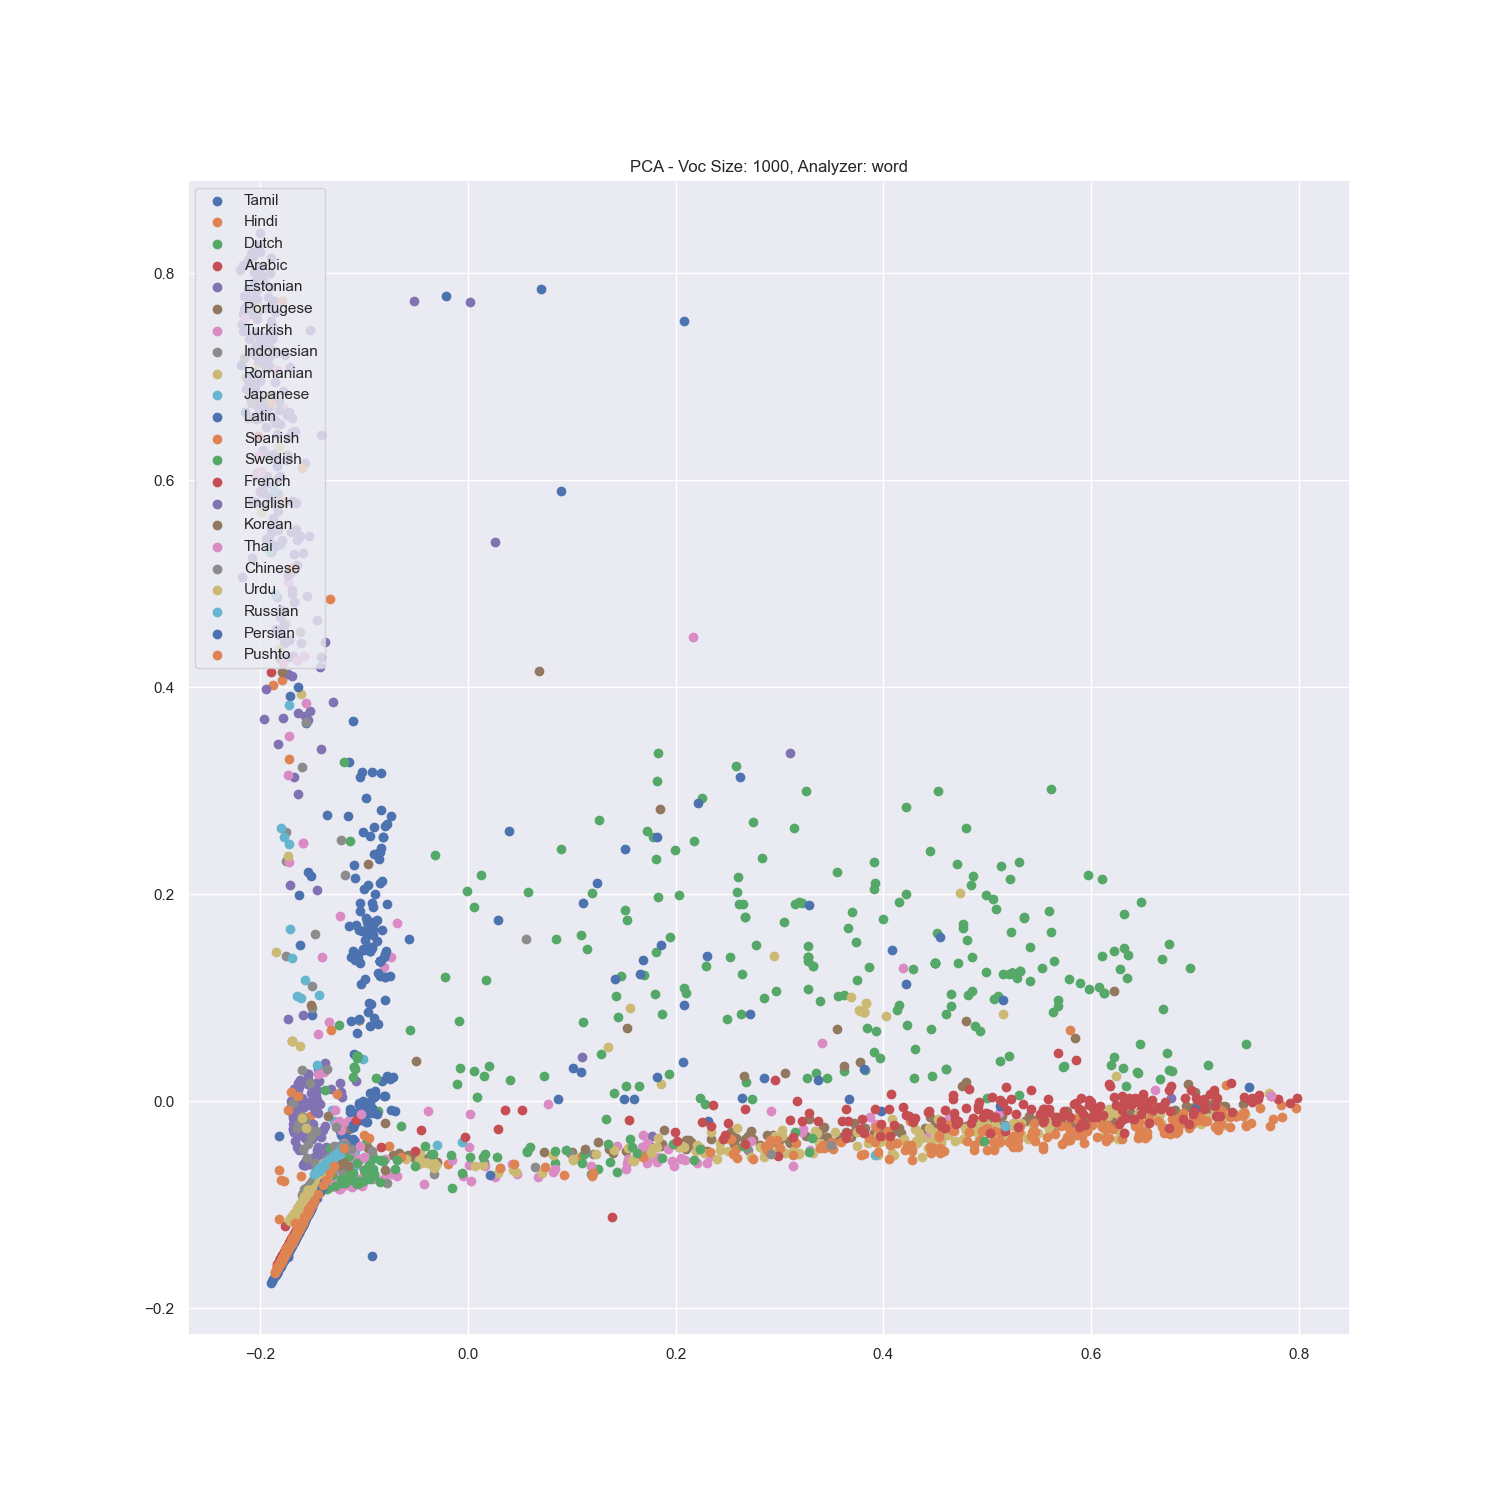 PCA - Voc Size: 1000, Analyzer: word
Tamil
Hindi
Dutch
Arabic
Estonian
Portugese
Turkish
Indonesian
Romanian
Japanese
Latin
Spanish
Swedish
French
English
Korean
Thai
Chinese
Urdu
Russian
Persian
Pushto
0.8
0.6
0.4
0.2
0.0
−0.2
−0.2 0.0 0.2 0.4 0.6 0.8